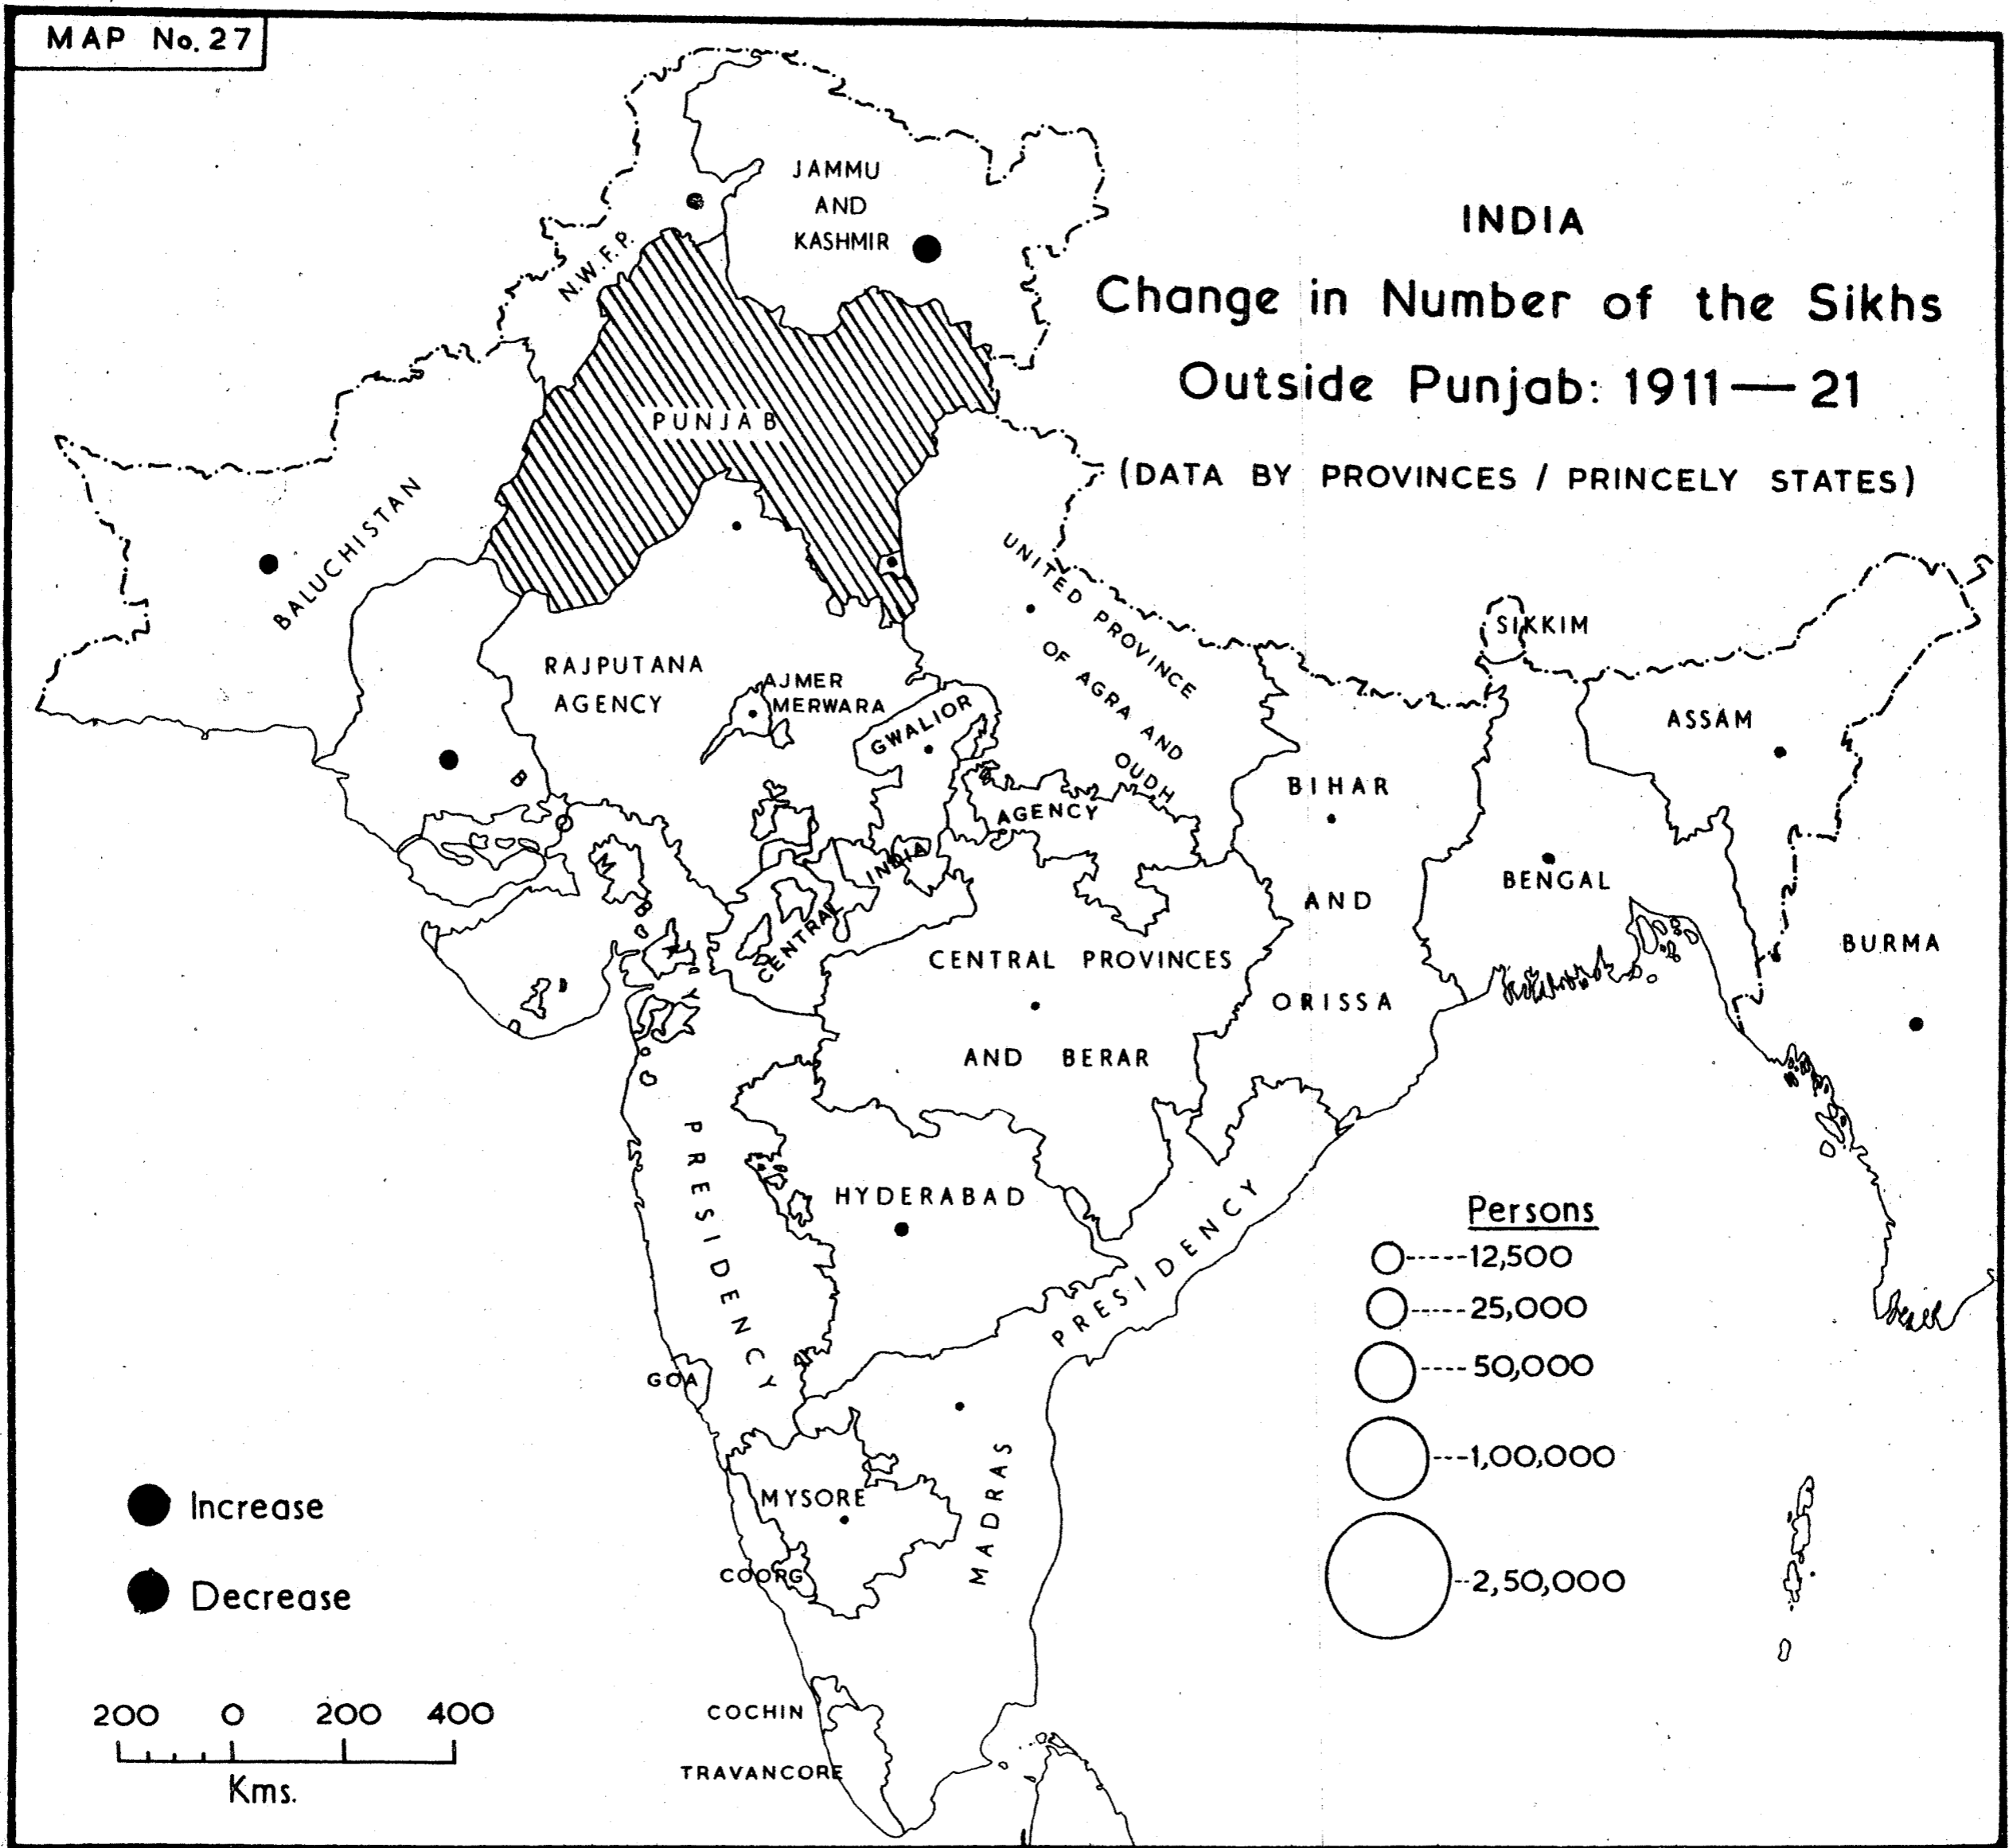 MAP No. 27
INDIA
Change in Number of the Sikhs
Outside Punjab: 1911—21
(DATA BY PROVINCES / PRINCELY STATES)
JAMMU
AND
KASHMIR
N.W.F.P.
PUNJAB
BALUCHISTAN
RAJPUTANA
AGENCY
AJMER
MERWARA
GWALIOR
UNITED PROVINCE
OF AGRA AND
OUDH
SIKKIM
ASSAM
BIHAR
AND
ORISSA
BENGAL
BURMA
CENTRAL INDIA
AGENCY
CENTRAL PROVINCES
AND BERAR
BOMBAY
PRESIDENCY
HYDERABAD
MADRAS
PRESIDENCY
GOA
MYSORE
COORG
COCHIN
TRAVANCORE
Persons
12,500
25,000
50,000
1,00,000
2,50,000
Increase
Decrease
200 0 200 400
Kms.